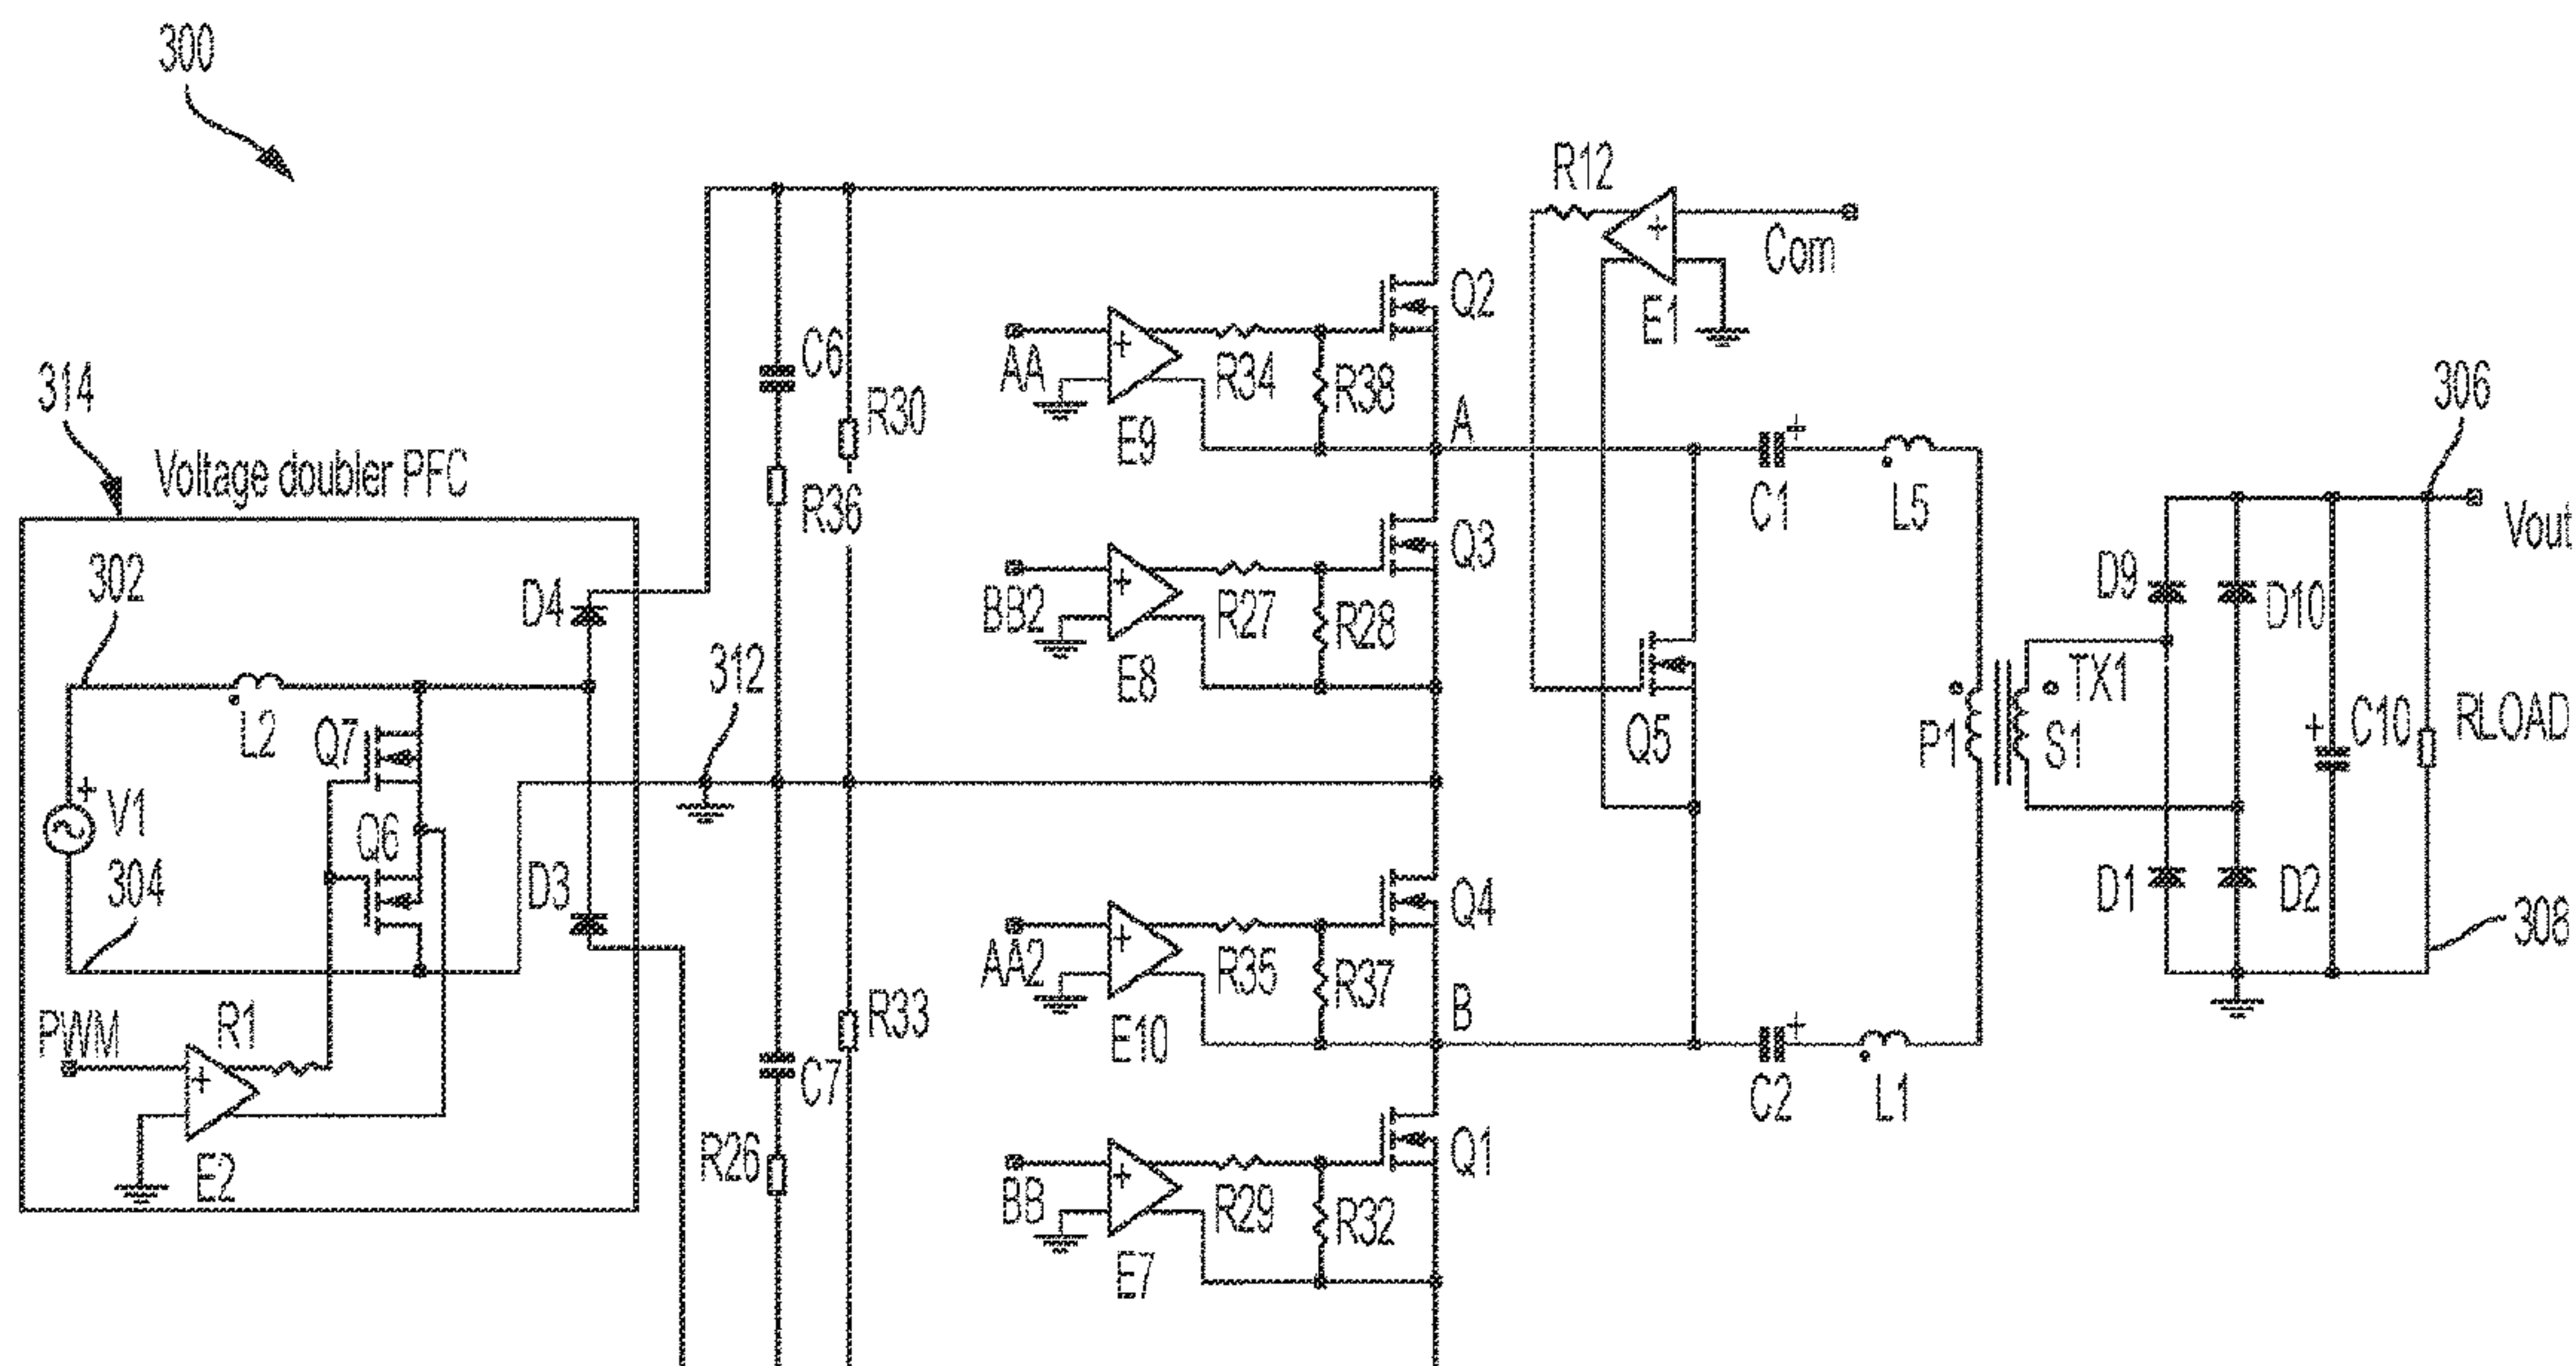 300
R12
Com
E1
Q2
AA
R34
R38
E9
C6
R30
R36
A
C1
L5
306
314
Voltage doubler PFC
302
D4
BB2
R27
R28
E8
Q3
Vout
D9
D10
312
L2
Q7
V1
Q6
304
D3
Q5
P1
S1
TX1
C10
RLOAD
D1
D2
308
AA2
R35
R37
E10
Q4
B
R33
PWM
R1
E2
C7
R26
C2
L1
BB
R29
R32
E7
Q1